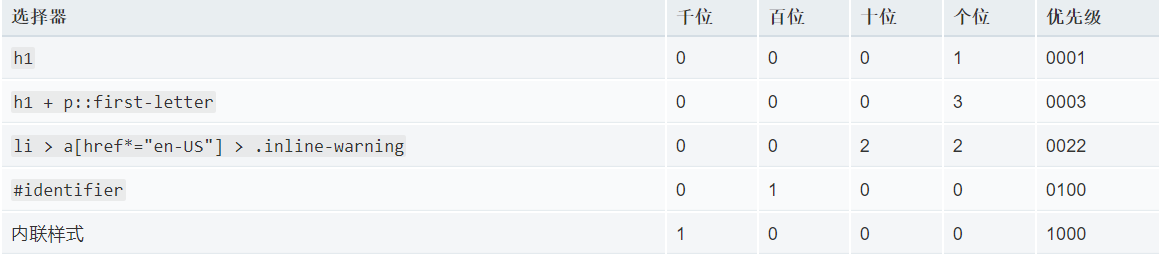 选择器 千位 百位 十位 个位 优先级
h1 0 0 0 1 0001
h1 + p::first-letter 0 0 0 3 0003
li > a[href*="en-US"] > .inline-warning 0 0 2 2 0022
#identifier 0 1 0 0 0100
内联样式 1 0 0 0 1000